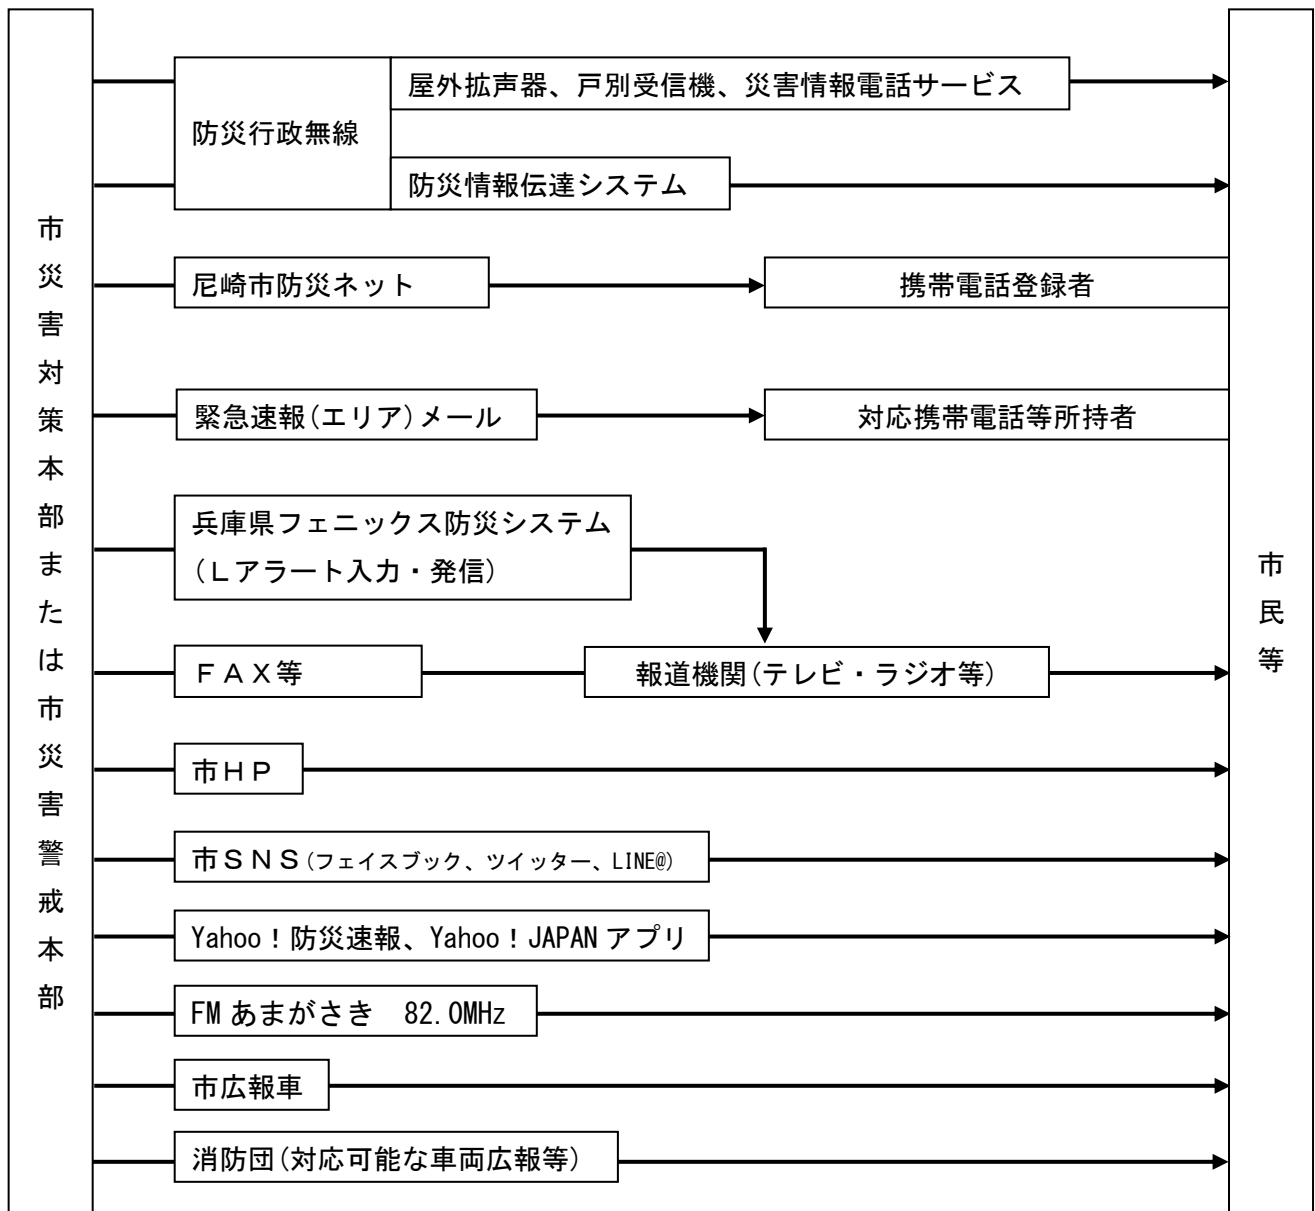 市災害対策本部または市災害警戒本部
防災行政無線
屋外拡声器、戸別受信機、災害情報電話サービス
防災情報伝達システム
尼崎市防災ネット
携帯電話登録者
緊急速報(エリア)メール
対応携帯電話等所持者
兵庫県フェニックス防災システム
(Ｌアラート入力・発信)
ＦＡＸ等
報道機関(テレビ・ラジオ等)
市ＨＰ
市ＳＮＳ(フェイスブック、ツイッター、LINE@)
Yahoo！防災速報、Yahoo！JAPAN アプリ
FM あまがさき　82.0MHz
市広報車
消防団(対応可能な車両広報等)
市民等